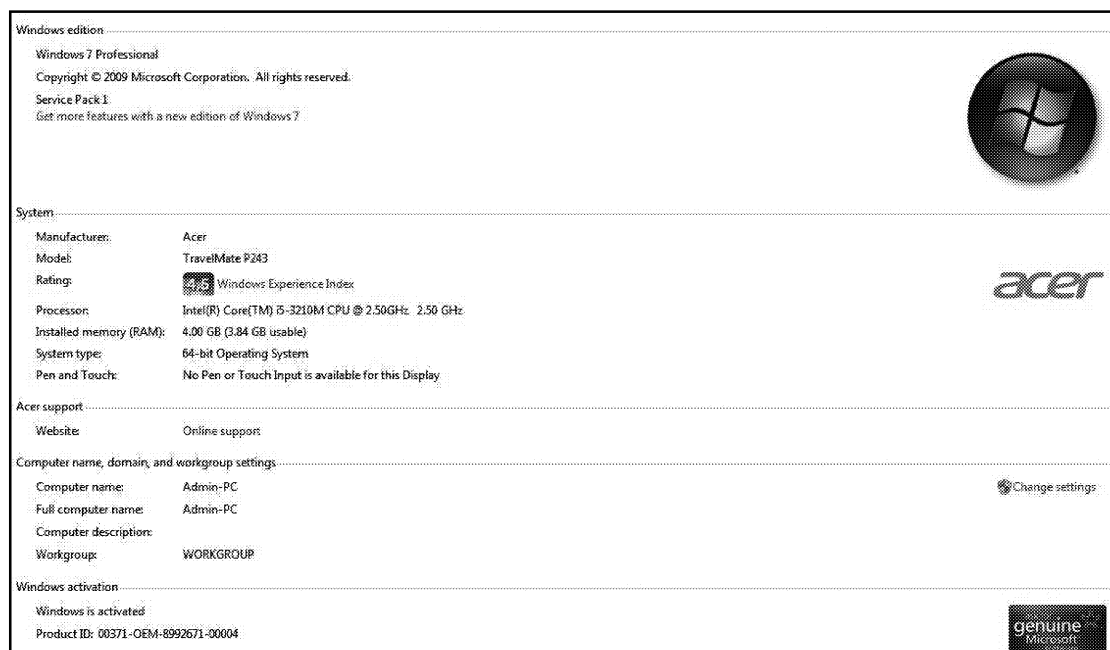 Windows edition
Windows 7 Professional
Copyright © 2009 Microsoft Corporation. All rights reserved.
Service Pack 1
Get more features with a new edition of Windows 7
System
Manufacturer: Acer
Model: TravelMate P243
Rating: 4,5 Windows Experience Index
acer
Processor: Intel(R) Core(TM) i5-3210M CPU @ 2.50GHz 2.50 GHz
Installed memory (RAM): 4.00 GB (3.84 GB usable)
System type: 64-bit Operating System
Pen and Touch: No Pen or Touch Input is available for this Display
Acer support
Website: Online support
Computer name, domain, and workgroup settings
Computer name: Admin-PC Change settings
Full computer name: Admin-PC
Computer description:
Workgroup: WORKGROUP
Windows activation
Windows is activated
Product ID: 00371-OEM-8992671-00004
genuine
Microsoft